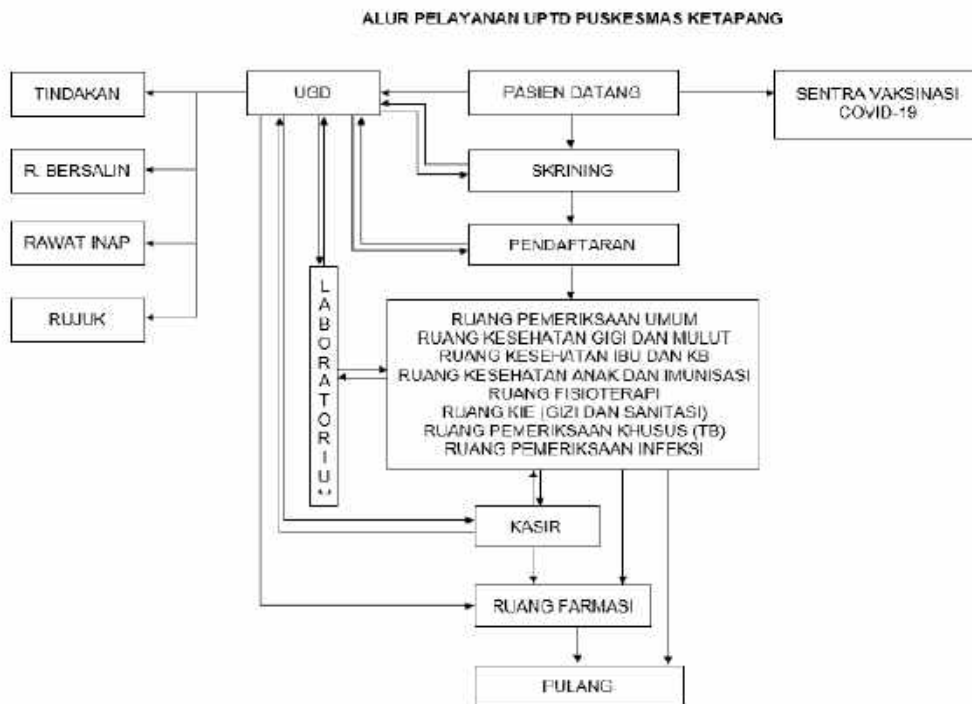 ALUR PELAYANAN UPTD PUSKESMAS KETAPANG
TINDAKAN
UGD
PASIEN DATANG
SENTRA VAKSINASI
COVID-19
R. BERSALIN
SKRINING
RAWAT INAP
PENDAFTARAN
RUJUK
LABORATORIUM
RUANG PEMERIKSAAN UMUM
RUANG KESEHATAN GIGI DAN MULUT
RUANG KESEHATAN IBU DAN KB
RUANG KESEHATAN ANAK DAN IMUNISASI
RUANG FISIOTERAPI
RUANG KIE (GIZI DAN SANITASI)
RUANG PEMERIKSAAN KHUSUS (TB)
RUANG PEMERIKSAAN INFEKSI
KASIR
RUANG FARMASI
PULANG